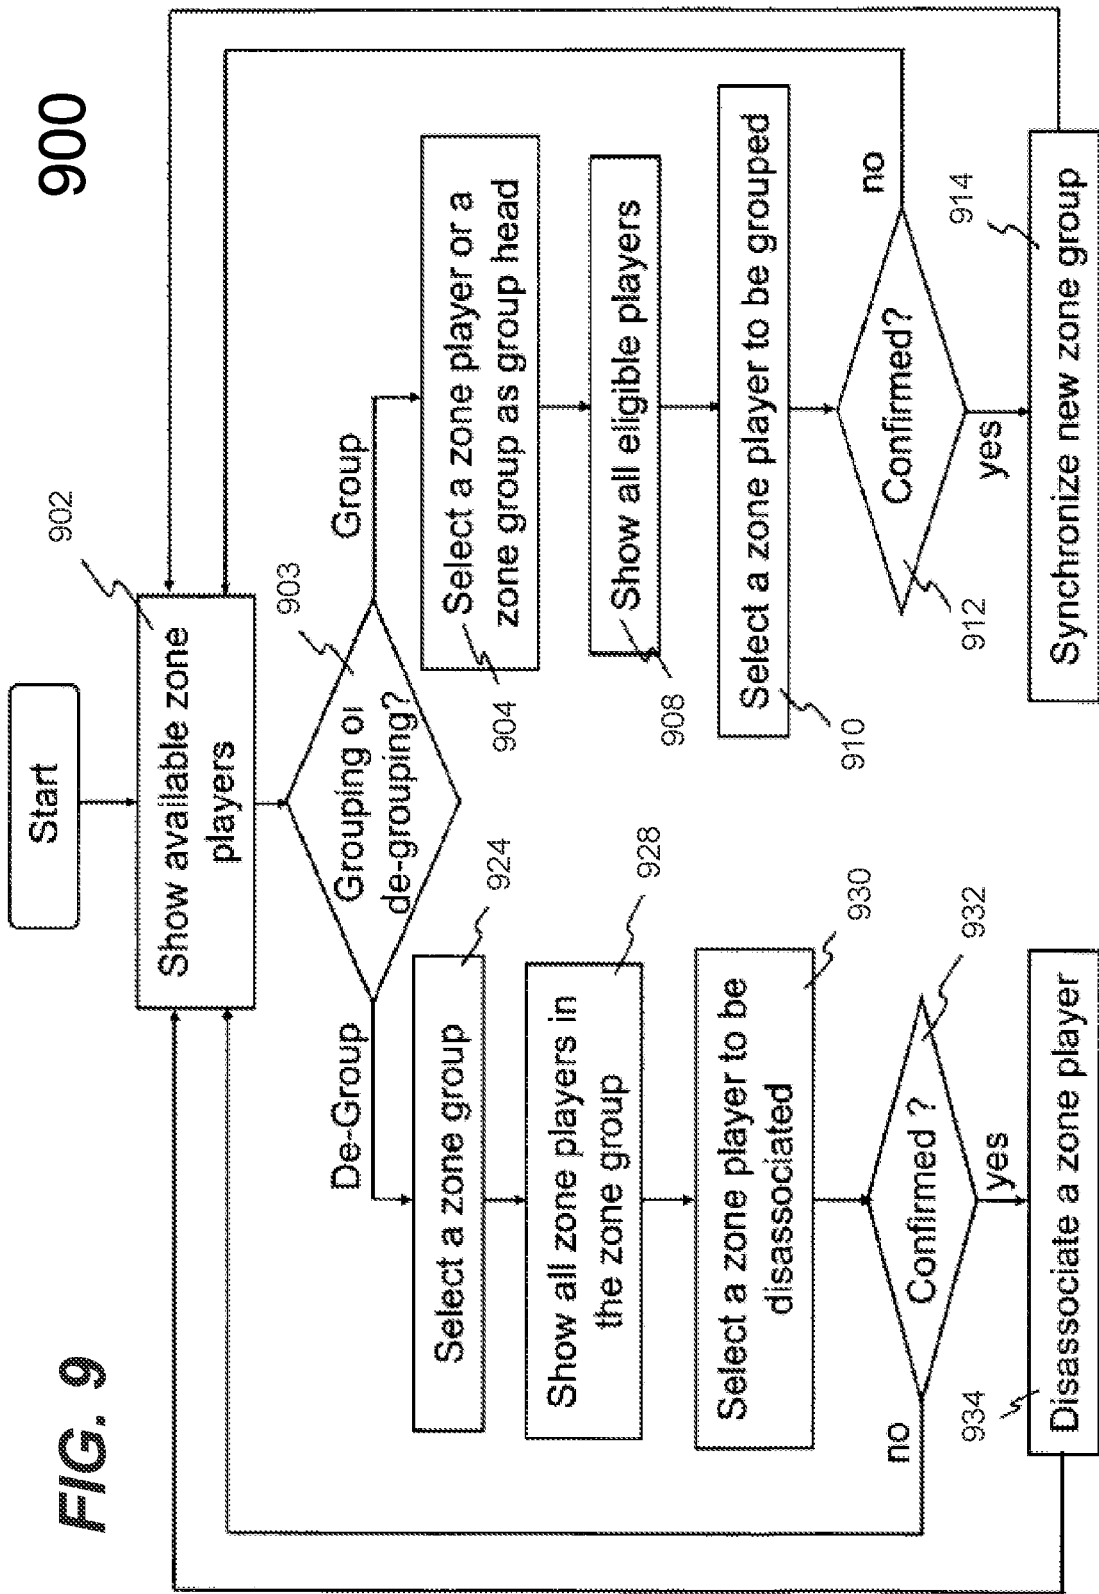 FIG. 9
900
Start
902
Show available zone
players
903
Grouping or
de-grouping?
De-Group
Group
924
Select a zone group
928
Show all zone players in
the zone group
930
Select a zone player to be
disassociated
932
Confirmed ?
no
yes
934
Disassociate a zone player
904
Select a zone player or a
zone group as group head
908
Show all eligible players
910
Select a zone player to be grouped
912
Confirmed?
no
yes
914
Synchronize new zone group